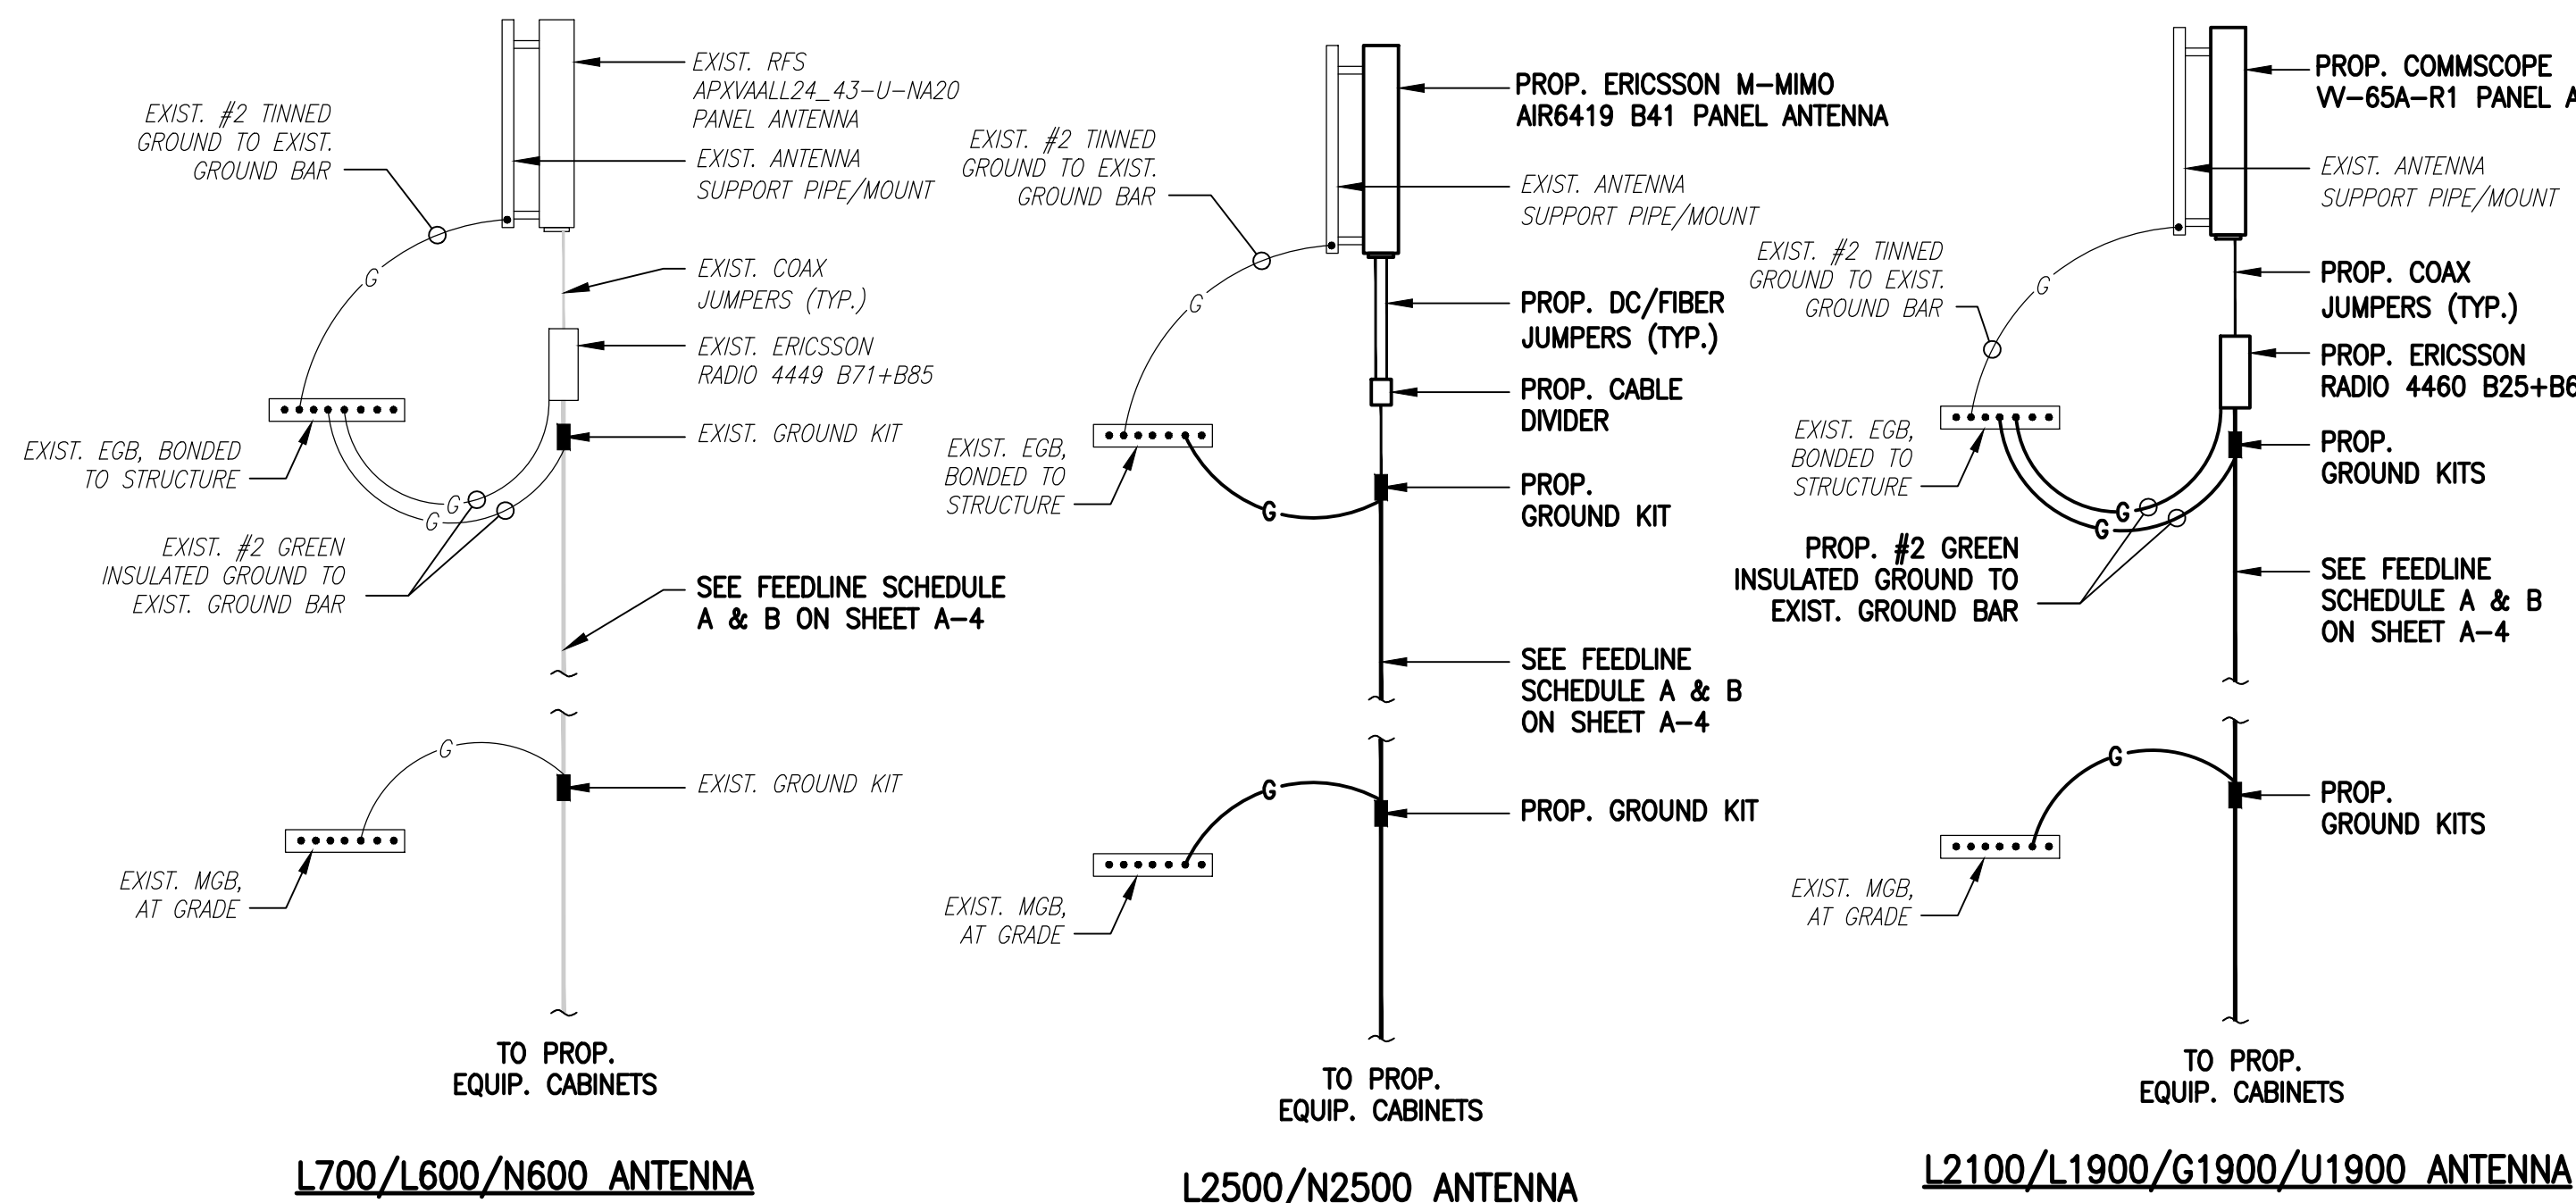 EXIST. RFS
APXVAALL24_43-U-NA20
PANEL ANTENNA
EXIST. #2 TINNED
GROUND TO EXIST.
GROUND BAR
EXIST. ANTENNA
SUPPORT PIPE/MOUNT
G
EXIST. COAX
JUMPERS (TYP.)
EXIST. ERICSSON
RADIO 4449 B71+B85
EXIST. EGB, BONDED
TO STRUCTURE
EXIST. GROUND KIT
G
G
EXIST. #2 GREEN
INSULATED GROUND TO
EXIST. GROUND BAR
SEE FEEDLINE SCHEDULE
A & B ON SHEET A-4
G
EXIST. GROUND KIT
EXIST. MGB,
AT GRADE
TO PROP.
EQUIP. CABINETS
L700/L600/N600 ANTENNA
PROP. ERICSSON M-MIMO
AIR6419 B41 PANEL ANTENNA
EXIST. #2 TINNED
GROUND TO EXIST.
GROUND BAR
EXIST. ANTENNA
SUPPORT PIPE/MOUNT
G
PROP. DC/FIBER
JUMPERS (TYP.)
PROP. CABLE
DIVIDER
EXIST. EGB,
BONDED TO
STRUCTURE
PROP.
GROUND KIT
G
SEE FEEDLINE
SCHEDULE A & B
ON SHEET A-4
G
PROP. GROUND KIT
EXIST. MGB,
AT GRADE
TO PROP.
EQUIP. CABINETS
L2500/N2500 ANTENNA
PROP. COMMSCOPE
VV-65A-R1 PANEL
EXIST. ANTENNA
SUPPORT PIPE/MOUNT
EXIST. #2 TINNED
GROUND TO EXIST.
GROUND BAR
G
PROP. COAX
JUMPERS (TYP.)
PROP. ERICSSON
RADIO 4460
EXIST. EGB,
BONDED TO
STRUCTURE
PROP.
GROUND KITS
G
G
PROP. #2 GREEN
INSULATED GROUND TO
EXIST. GROUND BAR
SEE FEEDLINE
SCHEDULE A & B
ON SHEET A-4
G
PROP.
GROUND KITS
EXIST. MGB,
AT GRADE
TO PROP.
EQUIP. CABINETS
L2100/L1900/G1900/U1900 ANTENNA